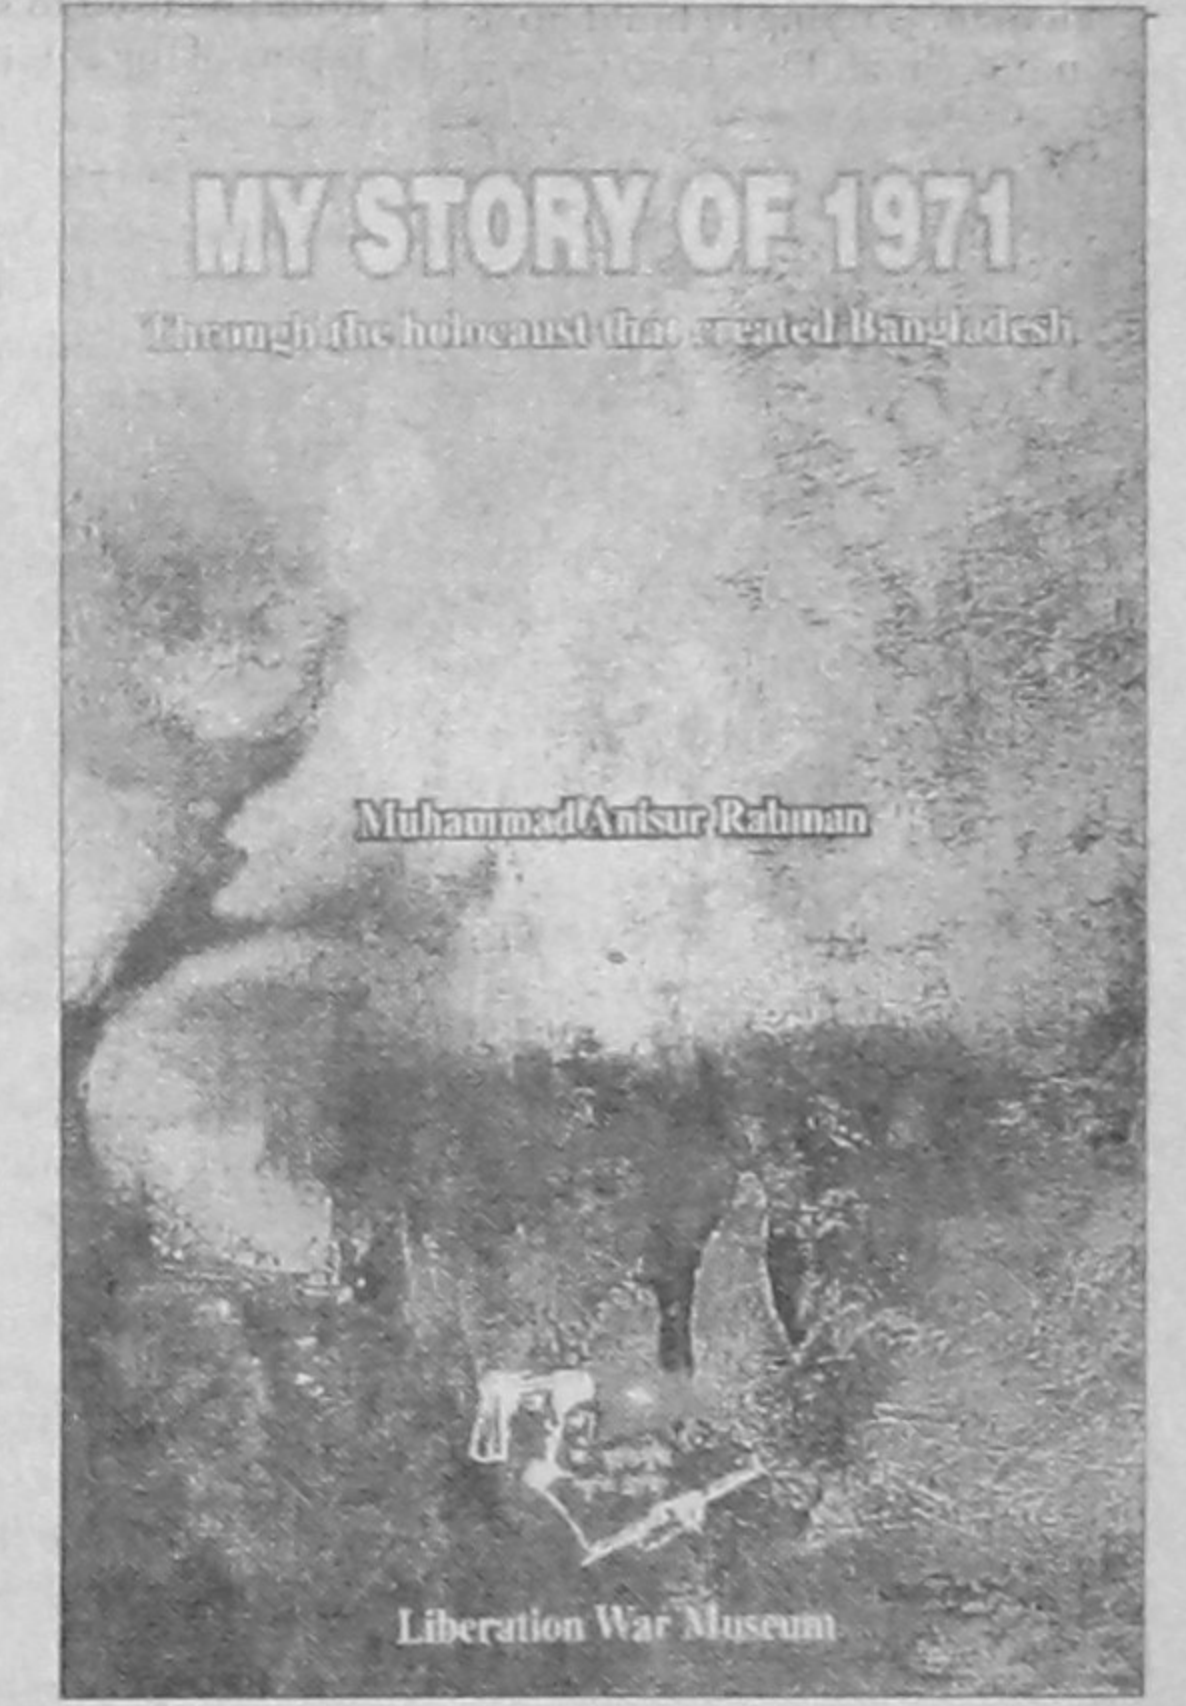 MY STORY OF 1971
Through the holocaust that created Bangladesh
Muhammad Anisur Rahman
Liberation War Museum